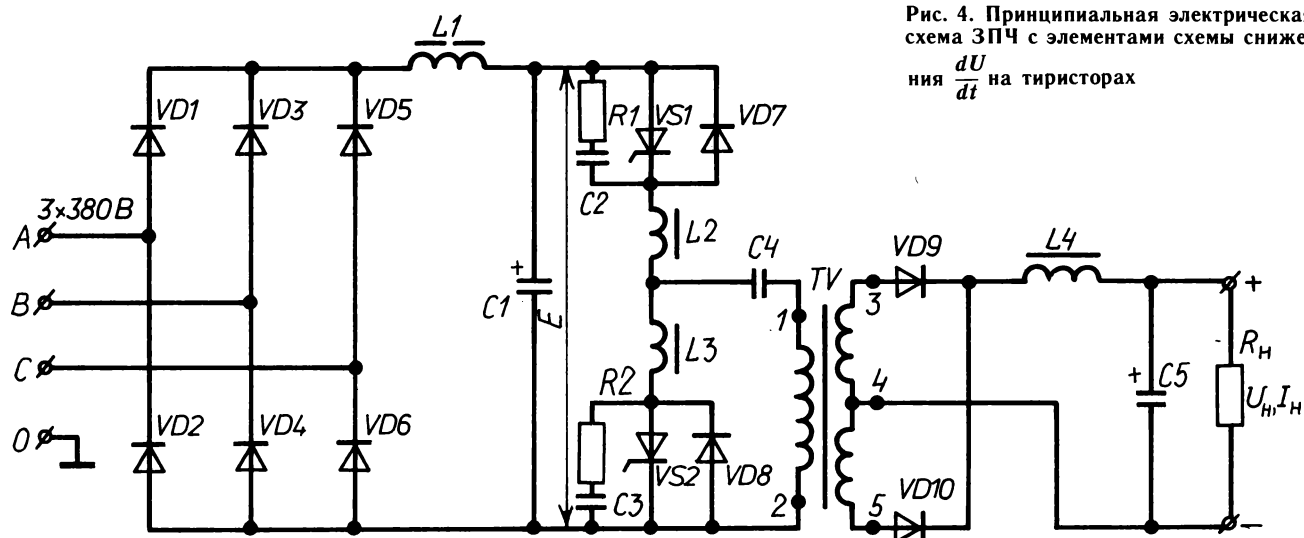 Рис. 4. Принципиальная электрическа
схема ЗПЧ с элементами схемы сниже
ния dU/dt на тиристорах
L1
VD1
VD3
VD5
R1
VS1
VD7
C2
3×380В
A
B
C
0
VD2
VD4
VD6
+
C1
E
L2
C4
L3
R2
VS2
VD8
C3
TV
1
2
3
4
5
VD9
VD10
L4
+
C5
+
Rн
Uн,Iн
−